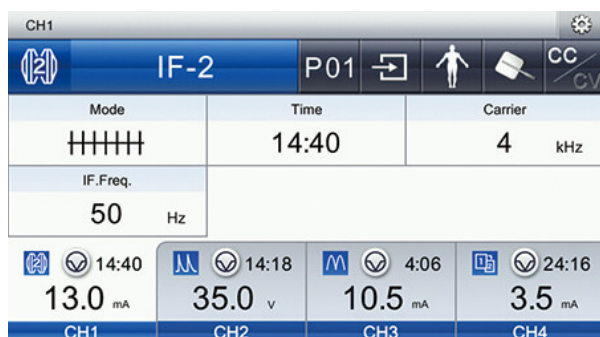 CH1
IF-2 P01 CC/CV
Mode Time Carrier
14:40 4 kHz
IF.Freq.
50 Hz
14:40 14:18 4:06 24:16
13.0 mA 35.0 v 10.5 mA 3.5 mA
CH1 CH2 CH3 CH4